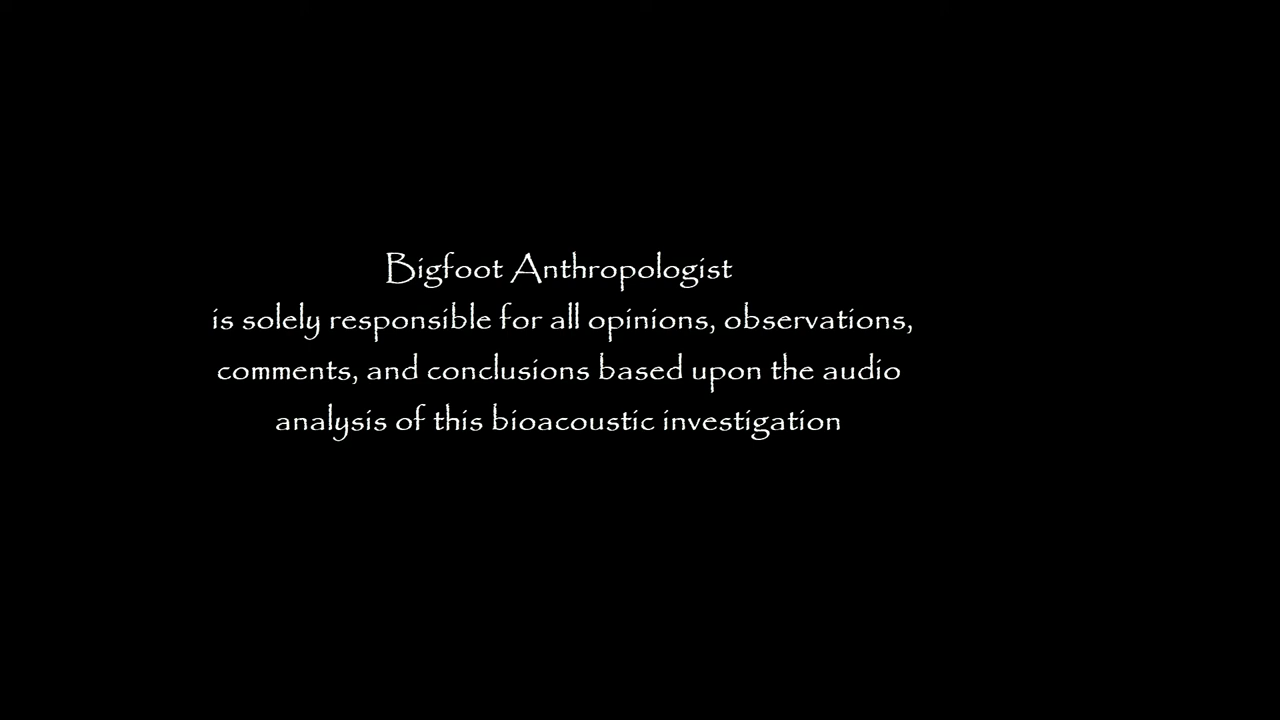 Bigfoot Anthropologist
is solely responsible for all opinions, observations,
comments, and conclusions based upon the audio
analysis of this bioacoustic investigation